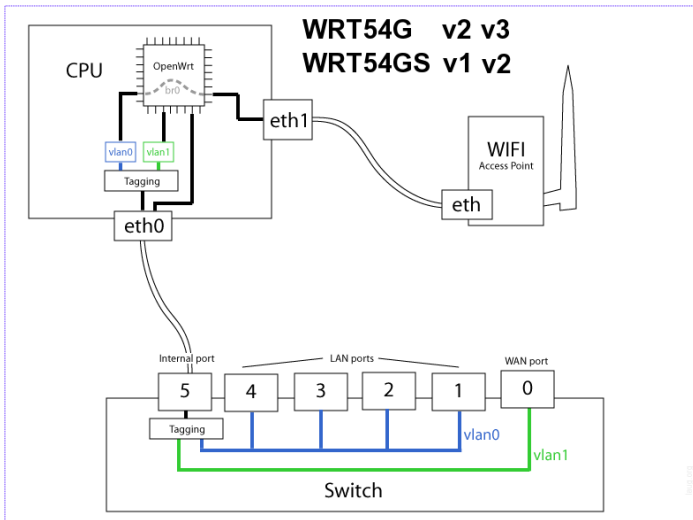 WRT54G v2 v3
WRT54GS v1 v2
CPU
OpenWrt
br0
vlan0
vlan1
Tagging
eth0
eth1
WIFI
Access Point
eth
Internal port
LAN ports
WAN port
5
4
3
2
1
0
Tagging
vlan0
vlan1
Switch